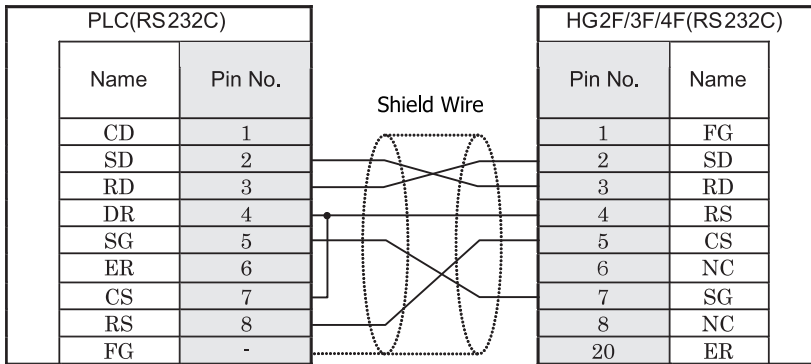 PLC(RS232C) HG2F/3F/4F(RS232C)
Name Pin No. Pin No. Name
Shield Wire
CD 1 1 FG
SD 2 2 SD
RD 3 3 RD
DR 4 4 RS
SG 5 5 CS
ER 6 6 NC
CS 7 7 SG
RS 8 8 NC
FG - 20 ER